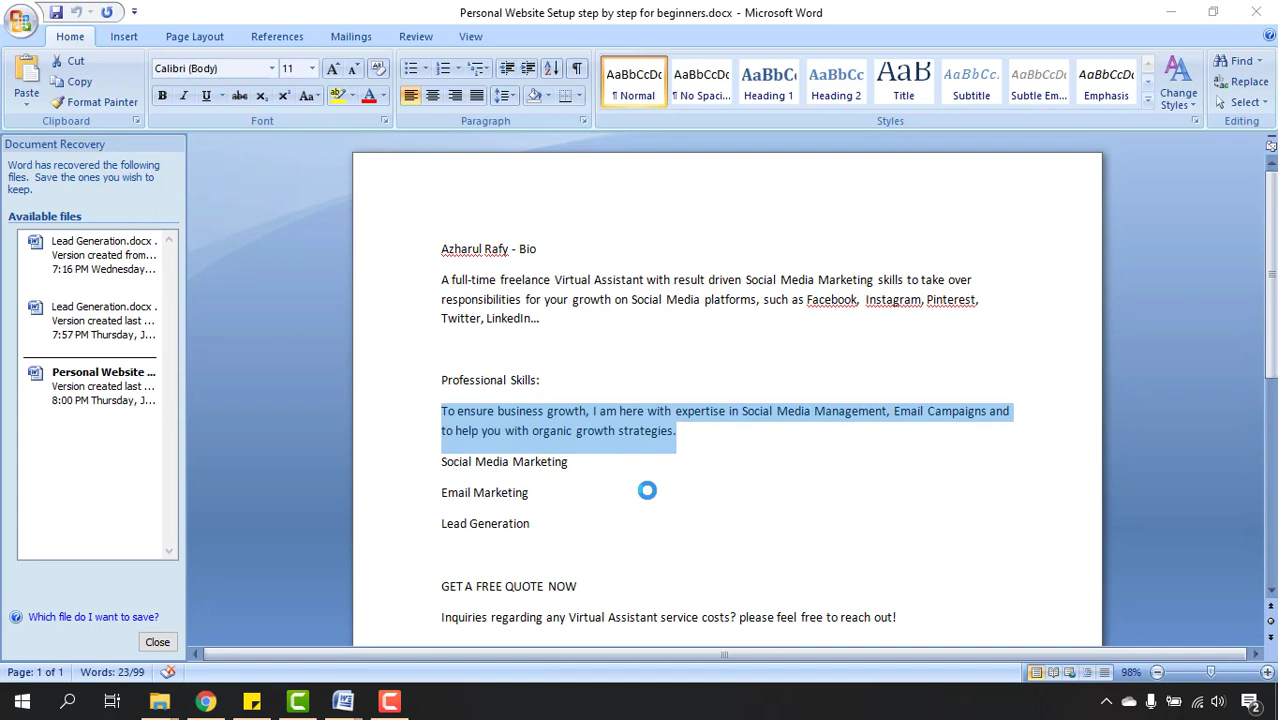 Personal Website Setup step by step for beginners.docx - Microsoft Word
Home Insert Page Layout References Mailings Review View
Paste
Cut
Copy
Format Painter
Clipboard
Calibri (Body) 11
Font
Paragraph
AaBbCcDc AaBbCcDc AaBbCc AaBbCc AaB AaBbCc. AaBbCcDc AaBbCcDc
¶ Normal ¶ No Spaci... Heading 1 Heading 2 Title Subtitle Subtle Em... Emphasis
Change Styles
Styles
Find
Replace
Select
Editing
Document Recovery
Word has recovered the following
files. Save the ones you wish to
keep.
Available files
Lead Generation.docx .
Version created from...
7:16 PM Wednesday...
Lead Generation.docx .
Version created last ...
7:57 PM Thursday, J...
Personal Website ...
Version created last ...
8:00 PM Thursday, J...
Which file do I want to save?
Close
Azharul Rafy - Bio
A full-time freelance Virtual Assistant with result driven Social Media Marketing skills to take over
responsibilities for your growth on Social Media platforms, such as Facebook, Instagram, Pinterest,
Twitter, LinkedIn...
Professional Skills:
To ensure business growth, I am here with expertise in Social Media Management, Email Campaigns and
to help you with organic growth strategies.
Social Media Marketing
Email Marketing
Lead Generation
GET A FREE QUOTE NOW
Inquiries regarding any Virtual Assistant service costs? please feel free to reach out!
Page: 1 of 1 Words: 23/99
98%
2